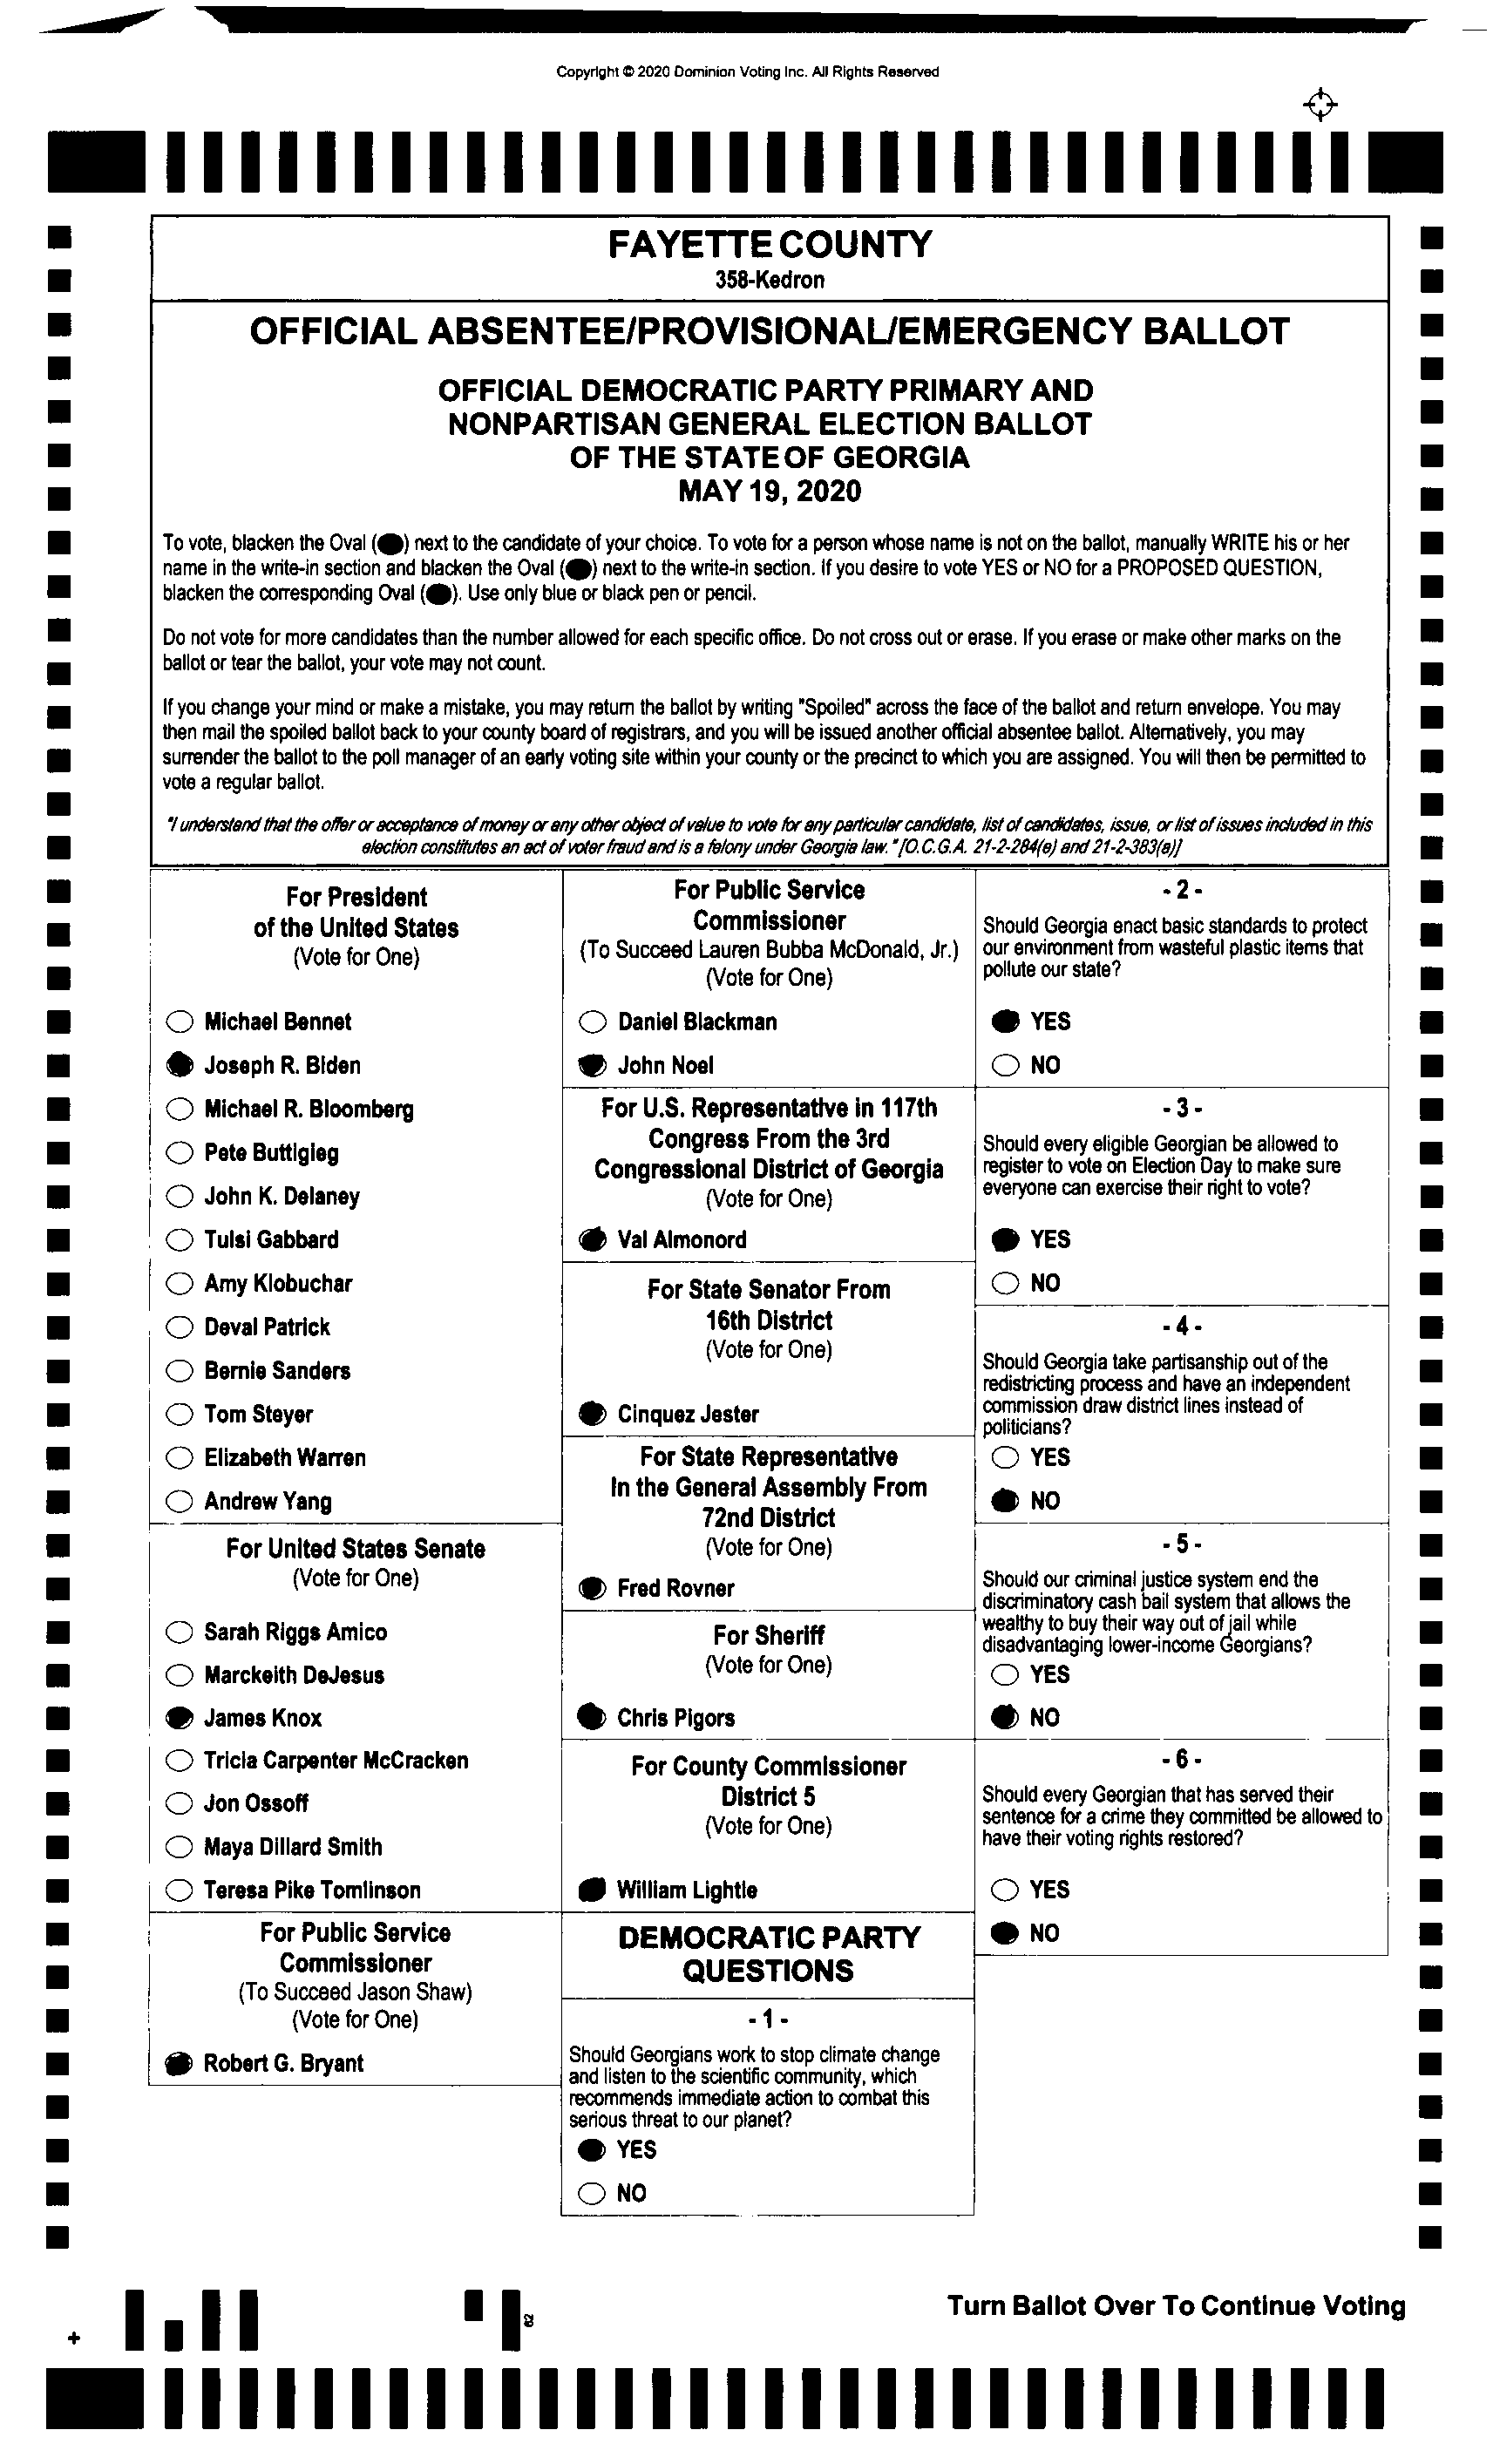 Copyright © 2020 Dominion Voting Inc. All Rights Reserved
FAYETTE COUNTY
358-Kedron
OFFICIAL ABSENTEE/PROVISIONAL/EMERGENCY BALLOT
OFFICIAL DEMOCRATIC PARTY PRIMARY AND
NONPARTISAN GENERAL ELECTION BALLOT
OF THE STATE OF GEORGIA
MAY 19, 2020
To vote, blacken the Oval (●) next to the candidate of your choice. To vote for a person whose name is not on the ballot, manually WRITE his or her
name in the write-in section and blacken the Oval (●) next to the write-in section. If you desire to vote YES or NO for a PROPOSED QUESTION,
blacken the corresponding Oval (●). Use only blue or black pen or pencil.
Do not vote for more candidates than the number allowed for each specific office. Do not cross out or erase. If you erase or make other marks on the
ballot or tear the ballot, your vote may not count.
If you change your mind or make a mistake, you may return the ballot by writing "Spoiled" across the face of the ballot and return envelope. You may
then mail the spoiled ballot back to your county board of registrars, and you will be issued another official absentee ballot. Alternatively, you may
surrender the ballot to the poll manager of an early voting site within your county or the precinct to which you are assigned. You will then be permitted to
vote a regular ballot.
"I understand that the offer or acceptance of money or any other object of value to vote for any particular candidate, list of candidates, issue, or list of issues included in this
election constitutes an act of voter fraud and is a felony under Georgia law." [O.C.G.A. 21-2-284(e) and 21-2-383(a)]
For President
of the United States
(Vote for One)
Michael Bennet
Joseph R. Biden
Michael R. Bloomberg
Pete Buttigieg
John K. Delaney
Tulsi Gabbard
Amy Klobuchar
Deval Patrick
Bernie Sanders
Tom Steyer
Elizabeth Warren
Andrew Yang
For United States Senate
(Vote for One)
Sarah Riggs Amico
Marckeith DeJesus
James Knox
Tricia Carpenter McCracken
Jon Ossoff
Maya Dillard Smith
Teresa Pike Tomlinson
For Public Service
Commissioner
(To Succeed Jason Shaw)
(Vote for One)
Robert G. Bryant
For Public Service
Commissioner
(To Succeed Lauren Bubba McDonald, Jr.)
(Vote for One)
Daniel Blackman
John Noel
For U.S. Representative in 117th
Congress From the 3rd
Congressional District of Georgia
(Vote for One)
Val Almonord
For State Senator From
16th District
(Vote for One)
Cinquez Jester
For State Representative
In the General Assembly From
72nd District
(Vote for One)
Fred Rovner
For Sheriff
(Vote for One)
Chris Pigors
For County Commissioner
District 5
(Vote for One)
William Lightle
DEMOCRATIC PARTY
QUESTIONS
- 1 -
Should Georgians work to stop climate change
and listen to the scientific community, which
recommends immediate action to combat this
serious threat to our planet?
YES
NO
- 2 -
Should Georgia enact basic standards to protect
our environment from wasteful plastic items that
pollute our state?
YES
NO
- 3 -
Should every eligible Georgian be allowed to
register to vote on Election Day to make sure
everyone can exercise their right to vote?
YES
NO
- 4 -
Should Georgia take partisanship out of the
redistricting process and have an independent
commission draw district lines instead of
politicians?
YES
NO
- 5 -
Should our criminal justice system end the
discriminatory cash bail system that allows the
wealthy to buy their way out of jail while
disadvantaging lower-income Georgians?
YES
NO
- 6 -
Should every Georgian that has served their
sentence for a crime they committed be allowed to
have their voting rights restored?
YES
NO
Turn Ballot Over To Continue Voting
62